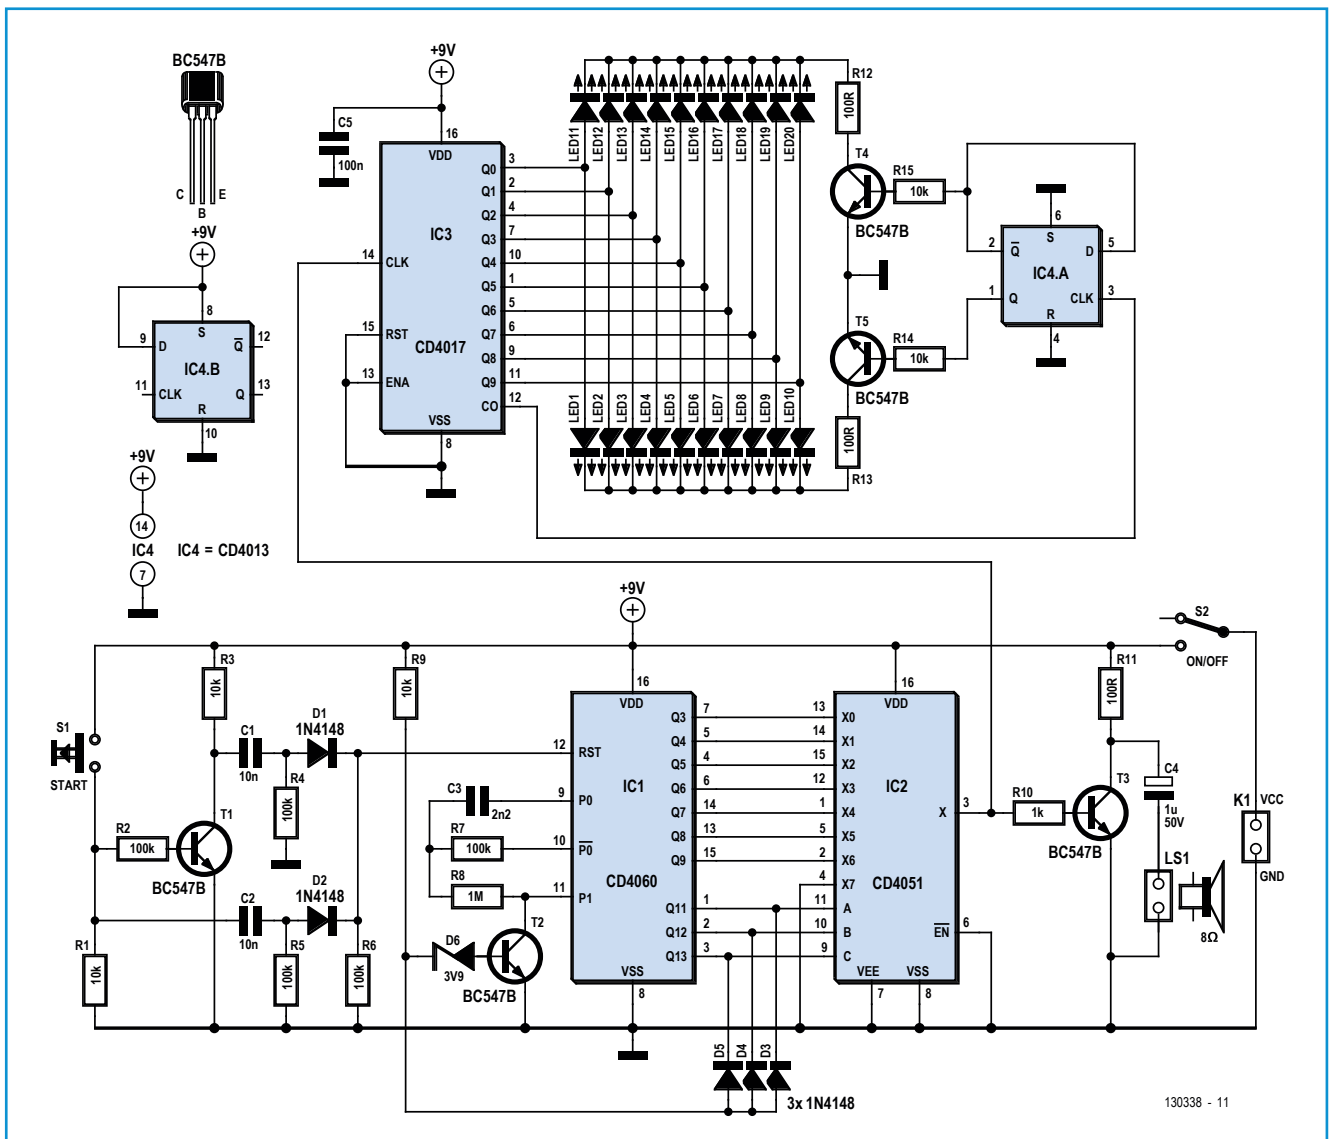 BC547B
C
B
E
+9V
8
S
9
D
Q
12
IC4.B
11
CLK
Q
13
R
10
+9V
14
IC4
IC4 = CD4013
7
+9V
C5
100n
16
VDD
IC3
CD4017
14
CLK
15
RST
13
ENA
VSS
8
Q0
3
Q1
2
Q2
4
Q3
7
Q4
10
Q5
1
Q6
5
Q7
6
Q8
9
Q9
11
CO
12
LED11
LED12
LED13
LED14
LED15
LED16
LED17
LED18
LED19
LED20
LED1
LED2
LED3
LED4
LED5
LED6
LED7
LED8
LED9
LED10
R12
100R
T4
BC547B
R15
10k
T5
BC547B
R14
10k
100R
R13
6
S
2
Q
D
5
IC4.A
1
Q
CLK
3
R
4
+9V
S2
ON/OFF
S1
START
R3
10k
R2
100k
T1
BC547B
R1
10k
C1
10n
D1
1N4148
R4
100k
C2
10n
D2
1N4148
R5
100k
R6
100k
R9
10k
C3
2n2
R7
100k
R8
1M
D6
3V9
T2
BC547B
16
VDD
12
RST
9
P0
IC1
10
P0
CD4060
11
P1
VSS
8
Q3
7
Q4
5
Q5
4
Q6
6
Q7
14
Q8
13
Q9
15
Q11
1
Q12
2
Q13
3
16
VDD
13
X0
14
X1
15
X2
12
X3
1
X4
5
X5
2
X6
4
X7
11
A
10
B
9
C
IC2
CD4051
X
3
EN
6
VEE
VSS
7
8
D5
D4
D3
3x 1N4148
R10
1k
R11
100R
T3
BC547B
C4
1u
50V
LS1
8Ω
K1
VCC
GND
130338 - 11